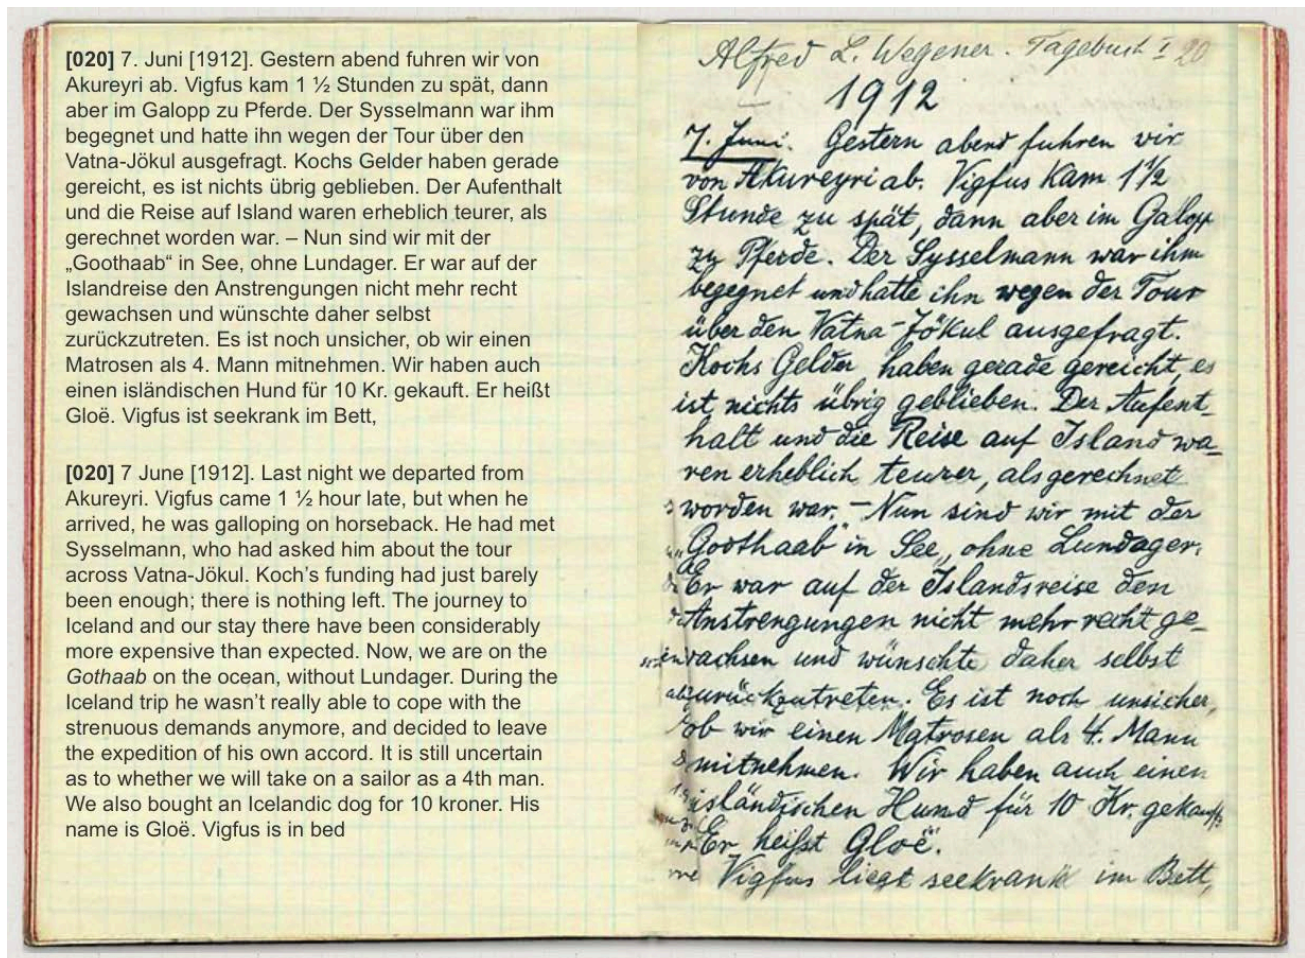 [020] 7. Juni [1912]. Gestern abend fuhren wir von
Akureyri ab. Vigfus kam 1 ½ Stunden zu spät, dann
aber im Galopp zu Pferde. Der Sysselmann war ihm
begegnet und hatte ihn wegen der Tour über den
Vatna-Jökul ausgefragt. Kochs Gelder haben gerade
gereicht, es ist nichts übrig geblieben. Der Aufenthalt
und die Reise auf Island waren erheblich teurer, als
gerechnet worden war. – Nun sind wir mit der
„Goothaab“ in See, ohne Lundager. Er war auf der
Islandreise den Anstrengungen nicht mehr recht
gewachsen und wünschte daher selbst
zurückzutreten. Es ist noch unsicher, ob wir einen
Matrosen als 4. Mann mitnehmen. Wir haben auch
einen isländischen Hund für 10 Kr. gekauft. Er heißt
Gloë. Vigfus ist seekrank im Bett,
[020] 7 June [1912]. Last night we departed from
Akureyri. Vigfus came 1 ½ hour late, but when he
arrived, he was galloping on horseback. He had met
Sysselmann, who had asked him about the tour
across Vatna-Jökul. Koch’s funding had just barely
been enough; there is nothing left. The journey to
Iceland and our stay there have been considerably
more expensive than expected. Now, we are on the
Gothaab on the ocean, without Lundager. During the
Iceland trip he wasn’t really able to cope with the
strenuous demands anymore, and decided to leave
the expedition of his own accord. It is still uncertain
as to whether we will take on a sailor as a 4th man.
We also bought an Icelandic dog for 10 kroner. His
name is Gloë. Vigfus is in bed
Alfred L. Wegener. Tagebuch I 20
1912
7. Juni. Gestern abend fuhren wir
von Akureyri ab. Vigfus kam 1 1/2
Stunde zu spät, dann aber im Galopp
zu Pferde. Der Sysselmann war ihm
begegnet und hatte ihn wegen der Tour
über den Vatna-Jökul ausgefragt.
Kochs Gelder haben gerade gereicht, es
ist nichts übrig geblieben. Der Aufent-
halt und die Reise auf Island wa-
ren erheblich teurer, als gerechnet
worden war. – Nun sind wir mit der
„Goothaab“ in See, ohne Lundager.
Er war auf der Islandsreise den
Anstrengungen nicht mehr recht ge-
wachsen und wünschte daher selbst
zurückzutreten. Es ist noch unsicher,
ob wir einen Matrosen als 4. Mann
mitnehmen. Wir haben auch einen
isländischen Hund für 10 Kr. gekauft.
Er heißt Gloë.
Vigfus liegt seekrank im Bett,